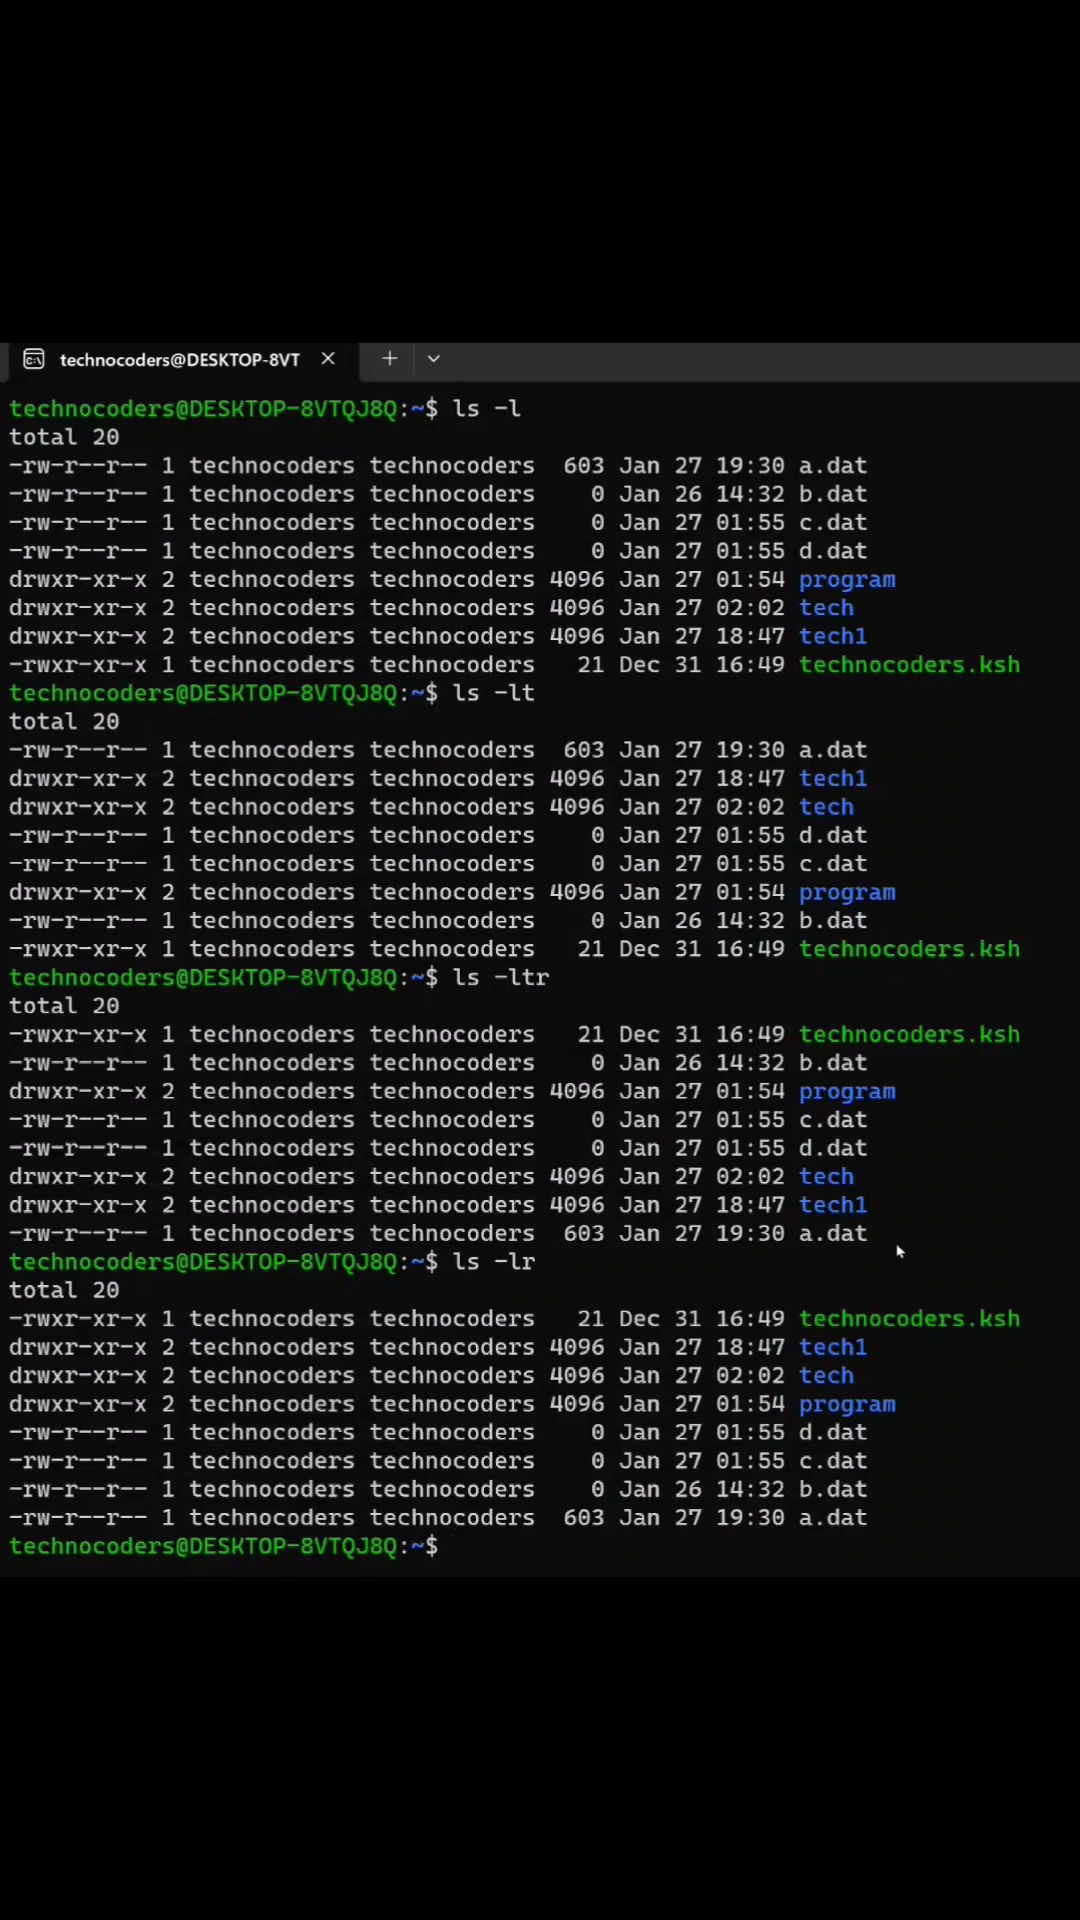 technocoders@DESKTOP-8VT
technocoders@DESKTOP-8VTQJ8Q:~$ ls -l
total 20
-rw-r--r-- 1 technocoders technocoders  603 Jan 27 19:30 a.dat
-rw-r--r-- 1 technocoders technocoders    0 Jan 26 14:32 b.dat
-rw-r--r-- 1 technocoders technocoders    0 Jan 27 01:55 c.dat
-rw-r--r-- 1 technocoders technocoders    0 Jan 27 01:55 d.dat
drwxr-xr-x 2 technocoders technocoders 4096 Jan 27 01:54 program
drwxr-xr-x 2 technocoders technocoders 4096 Jan 27 02:02 tech
drwxr-xr-x 2 technocoders technocoders 4096 Jan 27 18:47 tech1
-rwxr-xr-x 1 technocoders technocoders   21 Dec 31 16:49 technocoders.ksh
technocoders@DESKTOP-8VTQJ8Q:~$ ls -lt
total 20
-rw-r--r-- 1 technocoders technocoders  603 Jan 27 19:30 a.dat
drwxr-xr-x 2 technocoders technocoders 4096 Jan 27 18:47 tech1
drwxr-xr-x 2 technocoders technocoders 4096 Jan 27 02:02 tech
-rw-r--r-- 1 technocoders technocoders    0 Jan 27 01:55 d.dat
-rw-r--r-- 1 technocoders technocoders    0 Jan 27 01:55 c.dat
drwxr-xr-x 2 technocoders technocoders 4096 Jan 27 01:54 program
-rw-r--r-- 1 technocoders technocoders    0 Jan 26 14:32 b.dat
-rwxr-xr-x 1 technocoders technocoders   21 Dec 31 16:49 technocoders.ksh
technocoders@DESKTOP-8VTQJ8Q:~$ ls -ltr
total 20
-rwxr-xr-x 1 technocoders technocoders   21 Dec 31 16:49 technocoders.ksh
-rw-r--r-- 1 technocoders technocoders    0 Jan 26 14:32 b.dat
drwxr-xr-x 2 technocoders technocoders 4096 Jan 27 01:54 program
-rw-r--r-- 1 technocoders technocoders    0 Jan 27 01:55 c.dat
-rw-r--r-- 1 technocoders technocoders    0 Jan 27 01:55 d.dat
drwxr-xr-x 2 technocoders technocoders 4096 Jan 27 02:02 tech
drwxr-xr-x 2 technocoders technocoders 4096 Jan 27 18:47 tech1
-rw-r--r-- 1 technocoders technocoders  603 Jan 27 19:30 a.dat
technocoders@DESKTOP-8VTQJ8Q:~$ ls -lr
total 20
-rwxr-xr-x 1 technocoders technocoders   21 Dec 31 16:49 technocoders.ksh
drwxr-xr-x 2 technocoders technocoders 4096 Jan 27 18:47 tech1
drwxr-xr-x 2 technocoders technocoders 4096 Jan 27 02:02 tech
drwxr-xr-x 2 technocoders technocoders 4096 Jan 27 01:54 program
-rw-r--r-- 1 technocoders technocoders    0 Jan 27 01:55 d.dat
-rw-r--r-- 1 technocoders technocoders    0 Jan 27 01:55 c.dat
-rw-r--r-- 1 technocoders technocoders    0 Jan 26 14:32 b.dat
-rw-r--r-- 1 technocoders technocoders  603 Jan 27 19:30 a.dat
technocoders@DESKTOP-8VTQJ8Q:~$